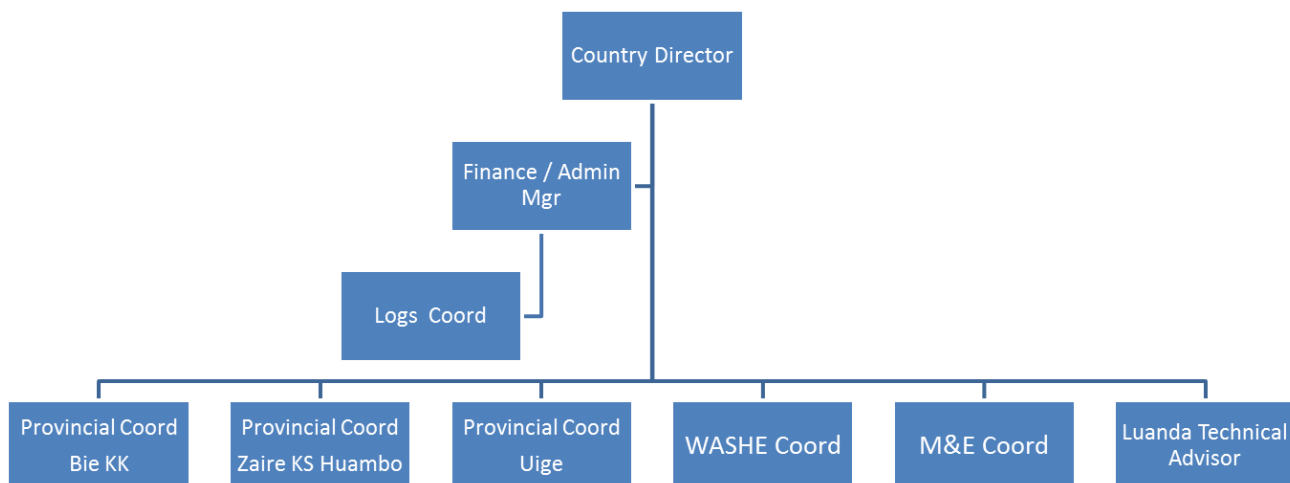 Country Director
Finance / Admin
Mgr
Logs Coord
Provincial Coord
Bie KK
Provincial Coord
Zaire KS Huambo
Provincial Coord
Uige
WASHE Coord
M&E Coord
Luanda Technical
Advisor